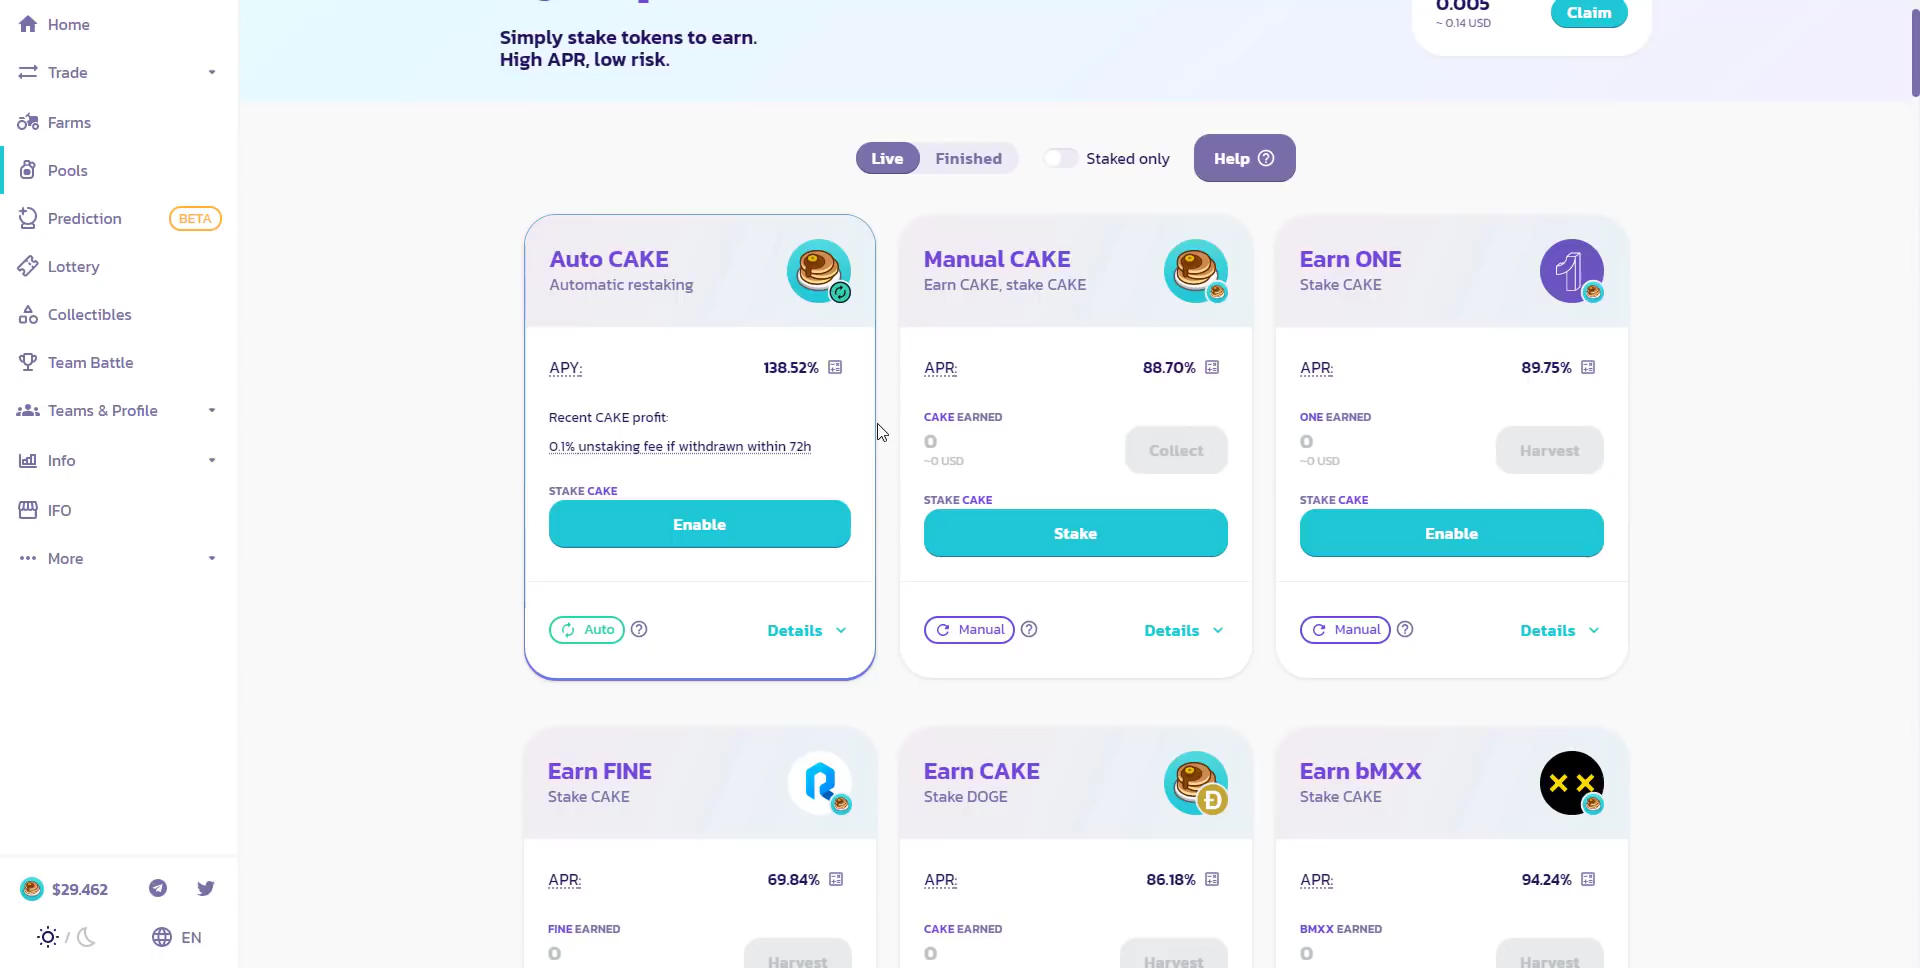 Home
Trade
Farms
Pools
Prediction
BETA
Lottery
Collectibles
Team Battle
Teams & Profile
Info
IFO
More
$29.462
/
EN
Simply stake tokens to earn.
High APR, low risk.
0.005
~ 0.14 USD
Claim
Live
Finished
Staked only
Help
Auto CAKE
Automatic restaking
APY:
138.52%
Recent CAKE profit:
0.1% unstaking fee if withdrawn within 72h
STAKE CAKE
Enable
Auto
Details
Manual CAKE
Earn CAKE, stake CAKE
APR:
88.70%
CAKE EARNED
0
~0 USD
Collect
STAKE CAKE
Stake
Manual
Details
Earn ONE
Stake CAKE
APR:
89.75%
ONE EARNED
0
~0 USD
Harvest
STAKE CAKE
Enable
Manual
Details
Earn FINE
Stake CAKE
APR:
69.84%
FINE EARNED
0
Harvest
Earn CAKE
Stake DOGE
APR:
86.18%
CAKE EARNED
0
Harvest
Earn bMXX
Stake CAKE
APR:
94.24%
BMXX EARNED
0
Harvest